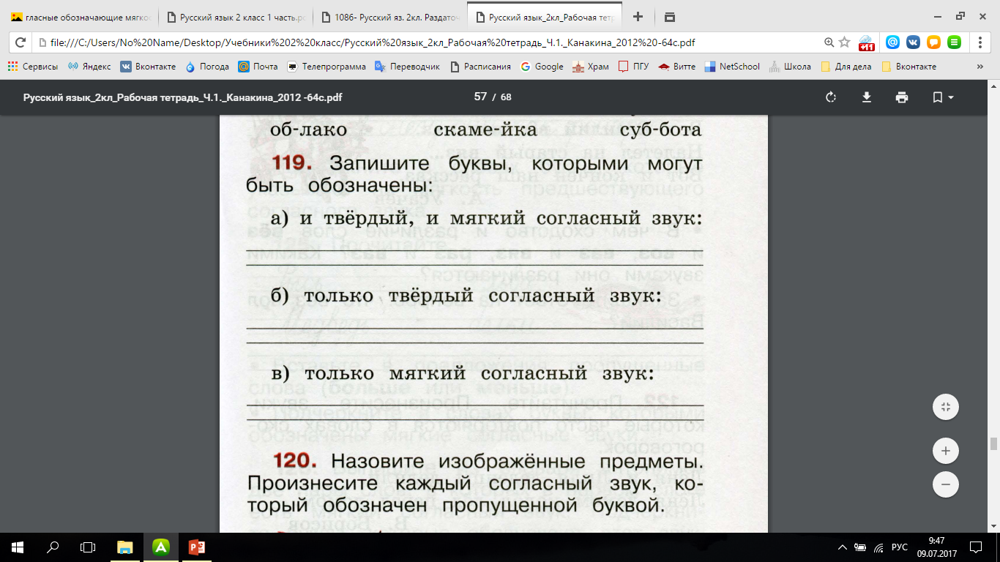 гласные обозначающие мягкос
Русский язык 2 класс 1 часть.pd
1086- Русский яз. 2кл. Раздаточ
Русский язык_2кл_Рабочая тетр
file:///C:/Users/No%20Name/Desktop/Учебники%202%20класс/Русский%20язык_2кл_Рабочая%20тетрадь_Ч.1._Канакина_2012%20-64с.pdf
+11
Сервисы Яндекс Вконтакте Погода Почта Телепрограмма Переводчик Расписания Google Храм ПГУ Витте NetSchool Школа Для дела Вконтакте »
Русский язык_2кл_Рабочая тетрадь_Ч.1._Канакина_2012 -64с.pdf 57 / 68
об-лако скаме-йка суб-бота
119. Запишите буквы, которыми могут
быть обозначены:
а) и твёрдый, и мягкий согласный звук:
б) только твёрдый согласный звук:
в) только мягкий согласный звук:
120. Назовите изображённые предметы.
Произнесите каждый согласный звук, ко-
торый обозначен пропущенной буквой.
РУС
9:47
09.07.2017